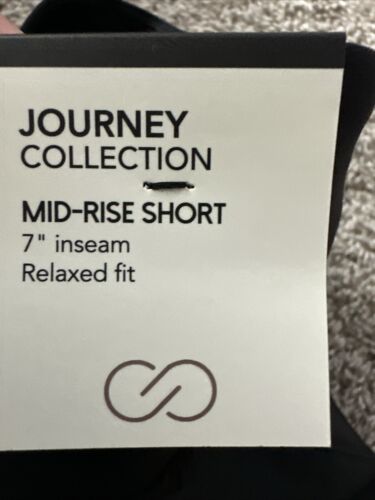 JOURNEY
COLLECTION
MID-RISE SHORT
7" inseam
Relaxed fit